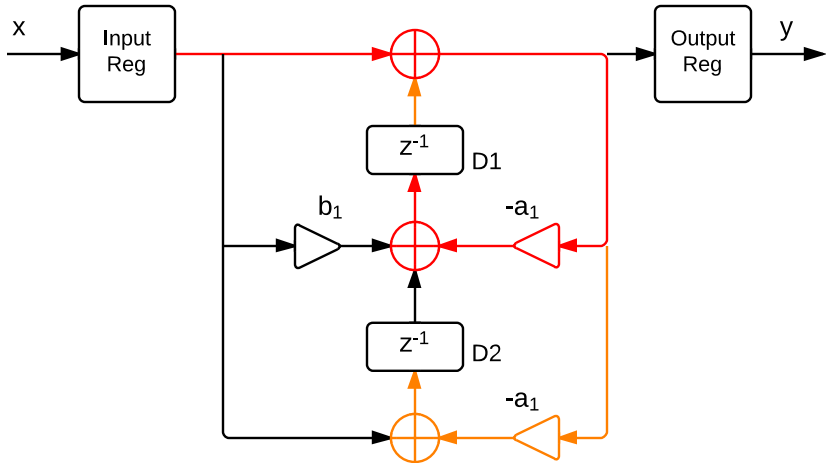 x
Input
Reg
Output
Reg
y
z⁻¹
D1
b₁
-a₁
z⁻¹
D2
-a₁